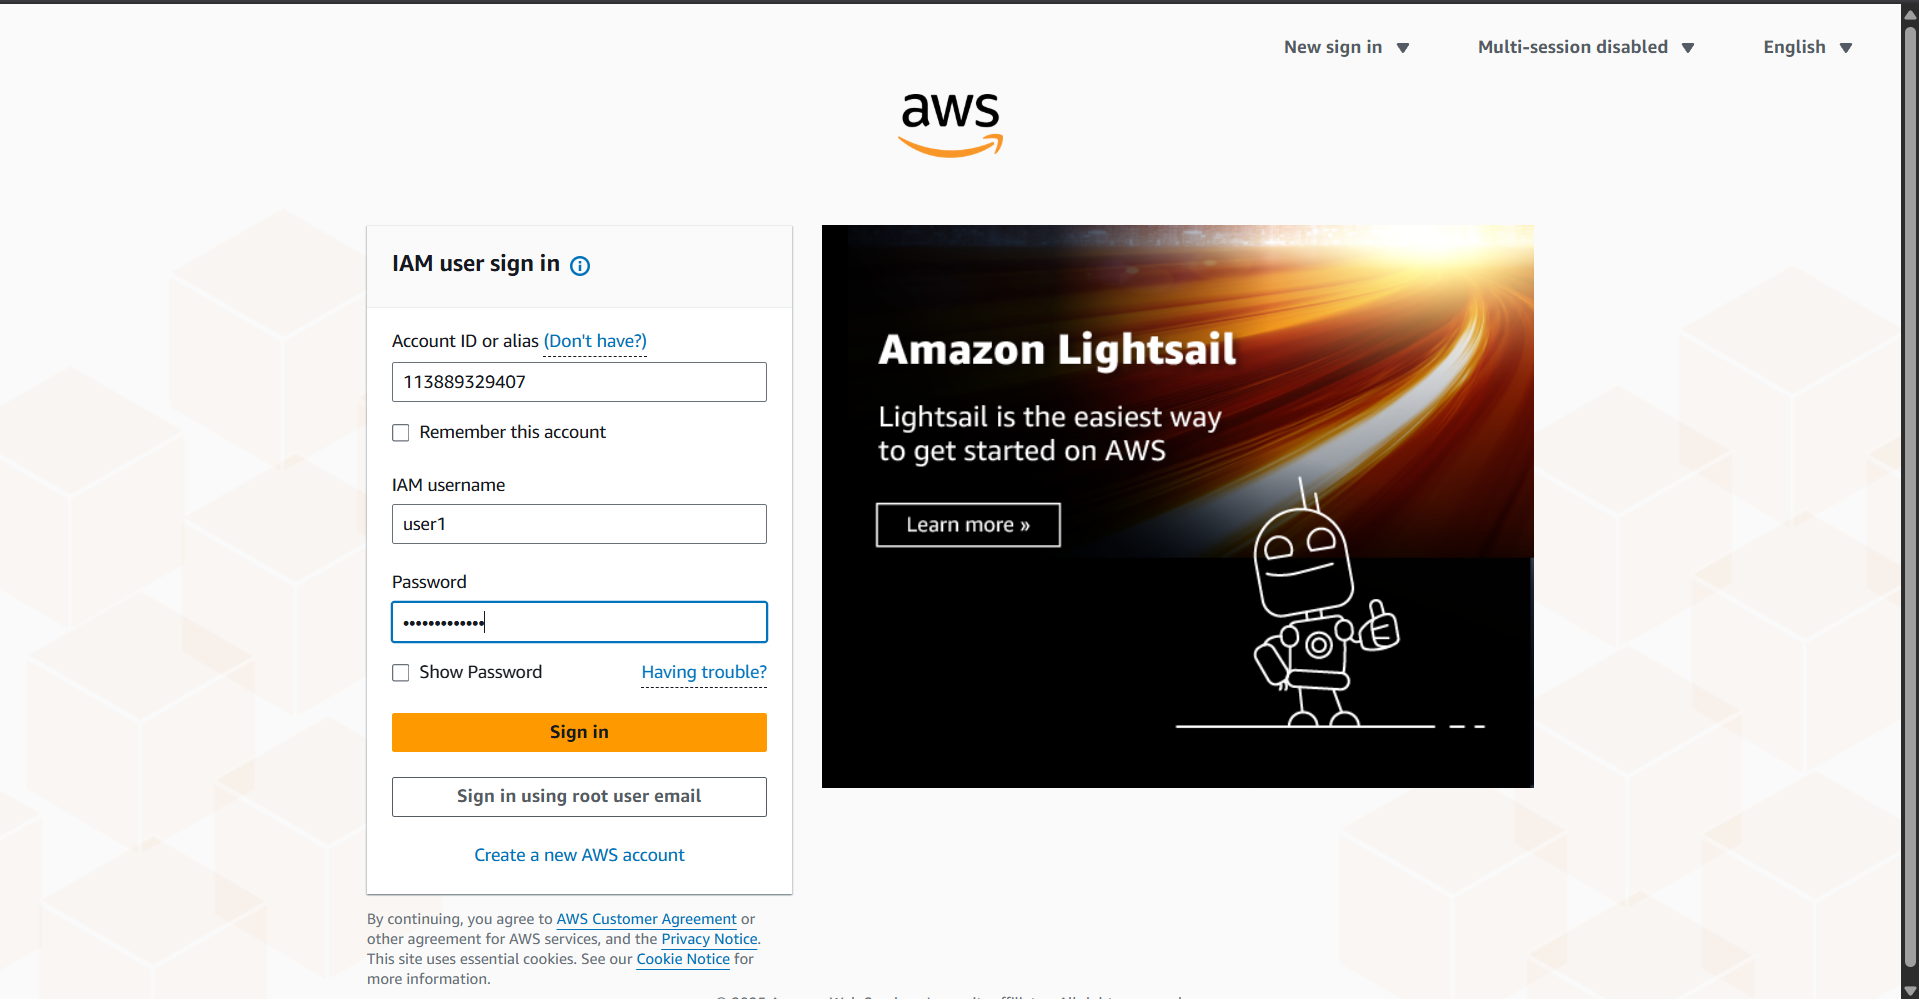 New sign in
Multi-session disabled
English
aws
IAM user sign in
Account ID or alias (Don't have?)
113889329407
Remember this account
IAM username
user1
Password
•••••••••••••
Show Password
Having trouble?
Sign in
Sign in using root user email
Create a new AWS account
By continuing, you agree to AWS Customer Agreement or
other agreement for AWS services, and the Privacy Notice.
This site uses essential cookies. See our Cookie Notice for
more information.
Amazon Lightsail
Lightsail is the easiest way
to get started on AWS
Learn more »